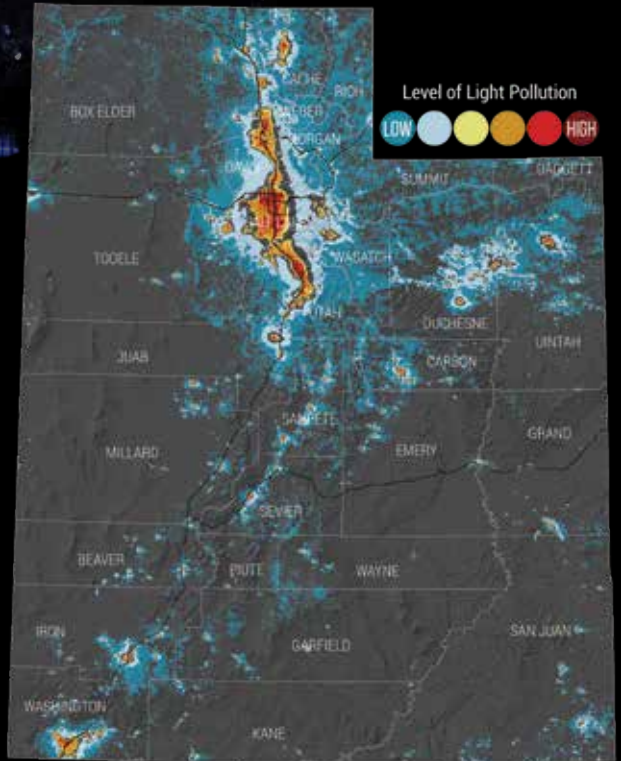 Level of Light Pollution
LOW HIGH
CACHE
RICH
BOX ELDER
WEBER
MORGAN
DAVIS
DAGGETT
SUMMIT
TOOELE
WASATCH
UTAH
DUCHESNE
UINTAH
JUAB
CARSON
SANPETE
GRAND
MILLARD
EMERY
SEVIER
BEAVER
PIUTE
WAYNE
IRON
SAN JUAN
GARFIELD
WASHINGTON
KANE